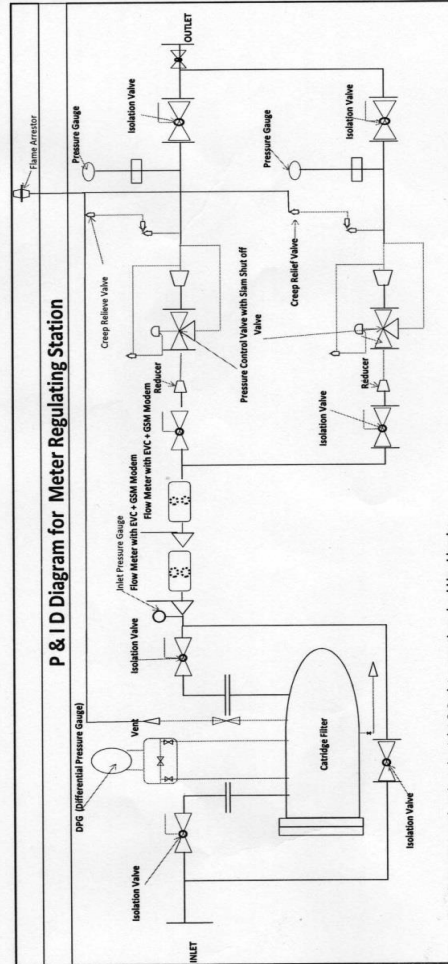 P & I D Diagram for Meter Regulating Station
Flame Arrestor
DPG (Differential Pressure Gauge)
Vent
Inlet Pressure Gauge
Flow Meter with EVC + GSM Modem
Flow Meter with EVC + GSM Modem
Creep Relieve Valve
Pressure Gauge
Isolation Valve
OUTLET
Isolation Valve
Isolation Valve
Reducer
Pressure Control Valve with Slam Shut off
Valve
Creep Relief Valve
Pressure Gauge
Isolation Valve
INLET
Catridge Filter
Isolation Valve
Isolation Valve
Reducer